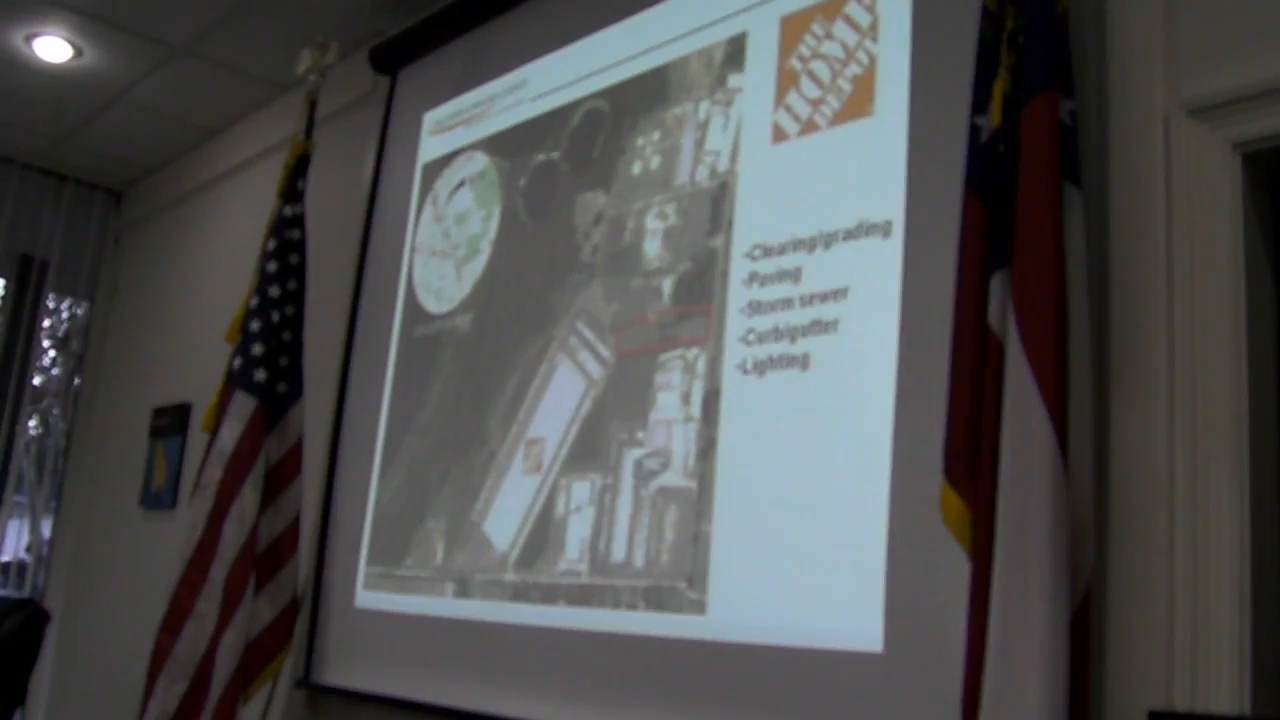 THE
HOME
DEPOT
-Clearing/grading
-Paving
-Storm sewer
-Curb/gutter
-Lighting